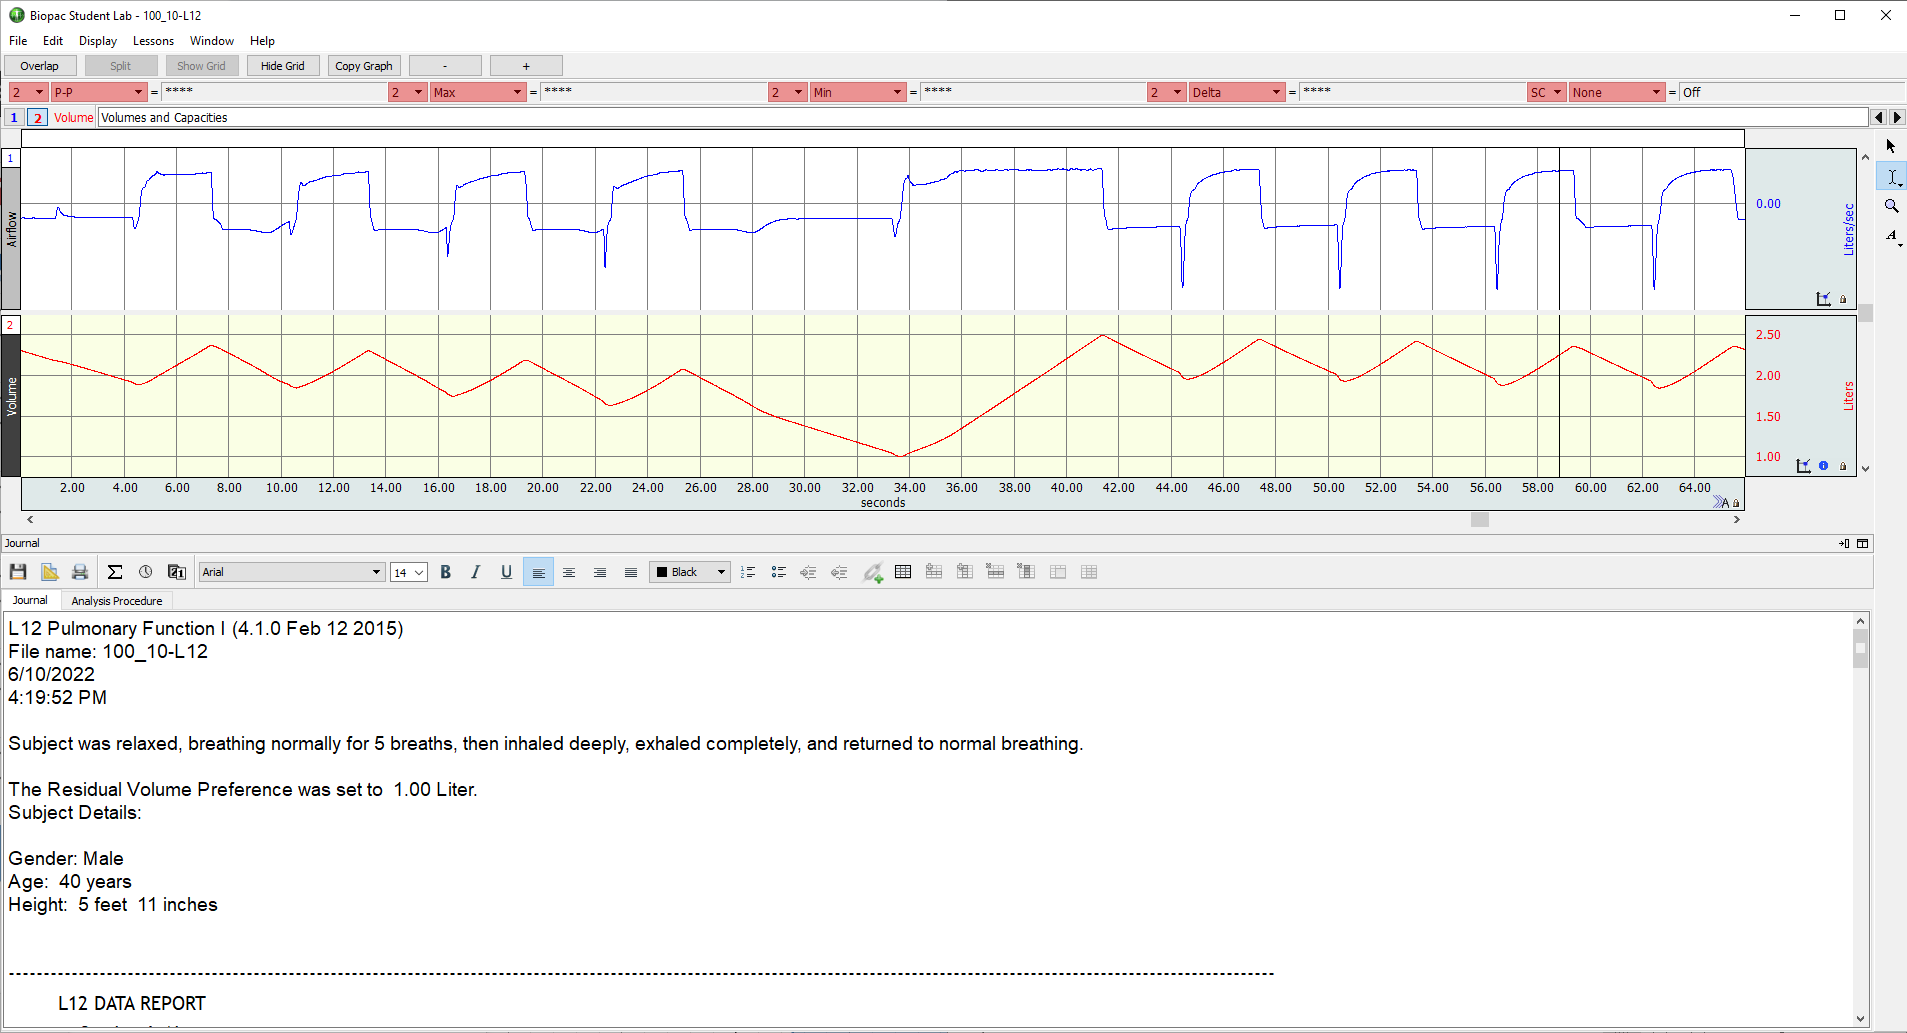 Biopac Student Lab - 100_10-L12
File Edit Display Lessons Window Help
Overlap Split Show Grid Hide Grid Copy Graph - +
2 P-P = **** 2 Max = **** 2 Min = **** 2 Delta = **** SC None = Off
1 2 Volume Volumes and Capacities
1
Airflow
0.00
Liters/sec
2
Volume
2.50
2.00
1.50
1.00
Liters
2.00 4.00 6.00 8.00 10.00 12.00 14.00 16.00 18.00 20.00 22.00 24.00 26.00 28.00 30.00 32.00 34.00 36.00 38.00 40.00 42.00 44.00 46.00 48.00 50.00 52.00 54.00 56.00 58.00 60.00 62.00 64.00
seconds
A
Journal
Arial 14 B I U Black
Journal Analysis Procedure
L12 Pulmonary Function I (4.1.0 Feb 12 2015)
File name: 100_10-L12
6/10/2022
4:19:52 PM
Subject was relaxed, breathing normally for 5 breaths, then inhaled deeply, exhaled completely, and returned to normal breathing.
The Residual Volume Preference was set to  1.00 Liter.
Subject Details:
Gender: Male
Age:  40 years
Height:  5 feet  11 inches
L12 DATA REPORT